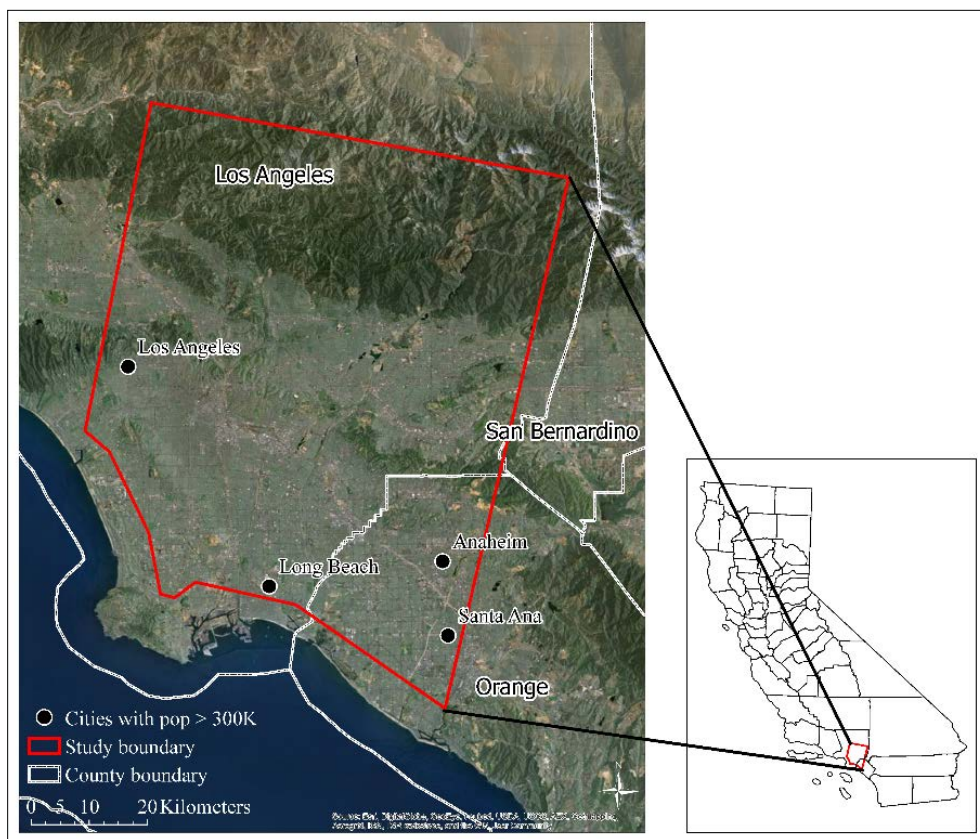 Los Angeles
Los Angeles
San Bernardino
Anaheim
Long Beach
Santa Ana
Orange
Cities with pop > 300K
Study boundary
County boundary
0 5 10 20 Kilometers
N